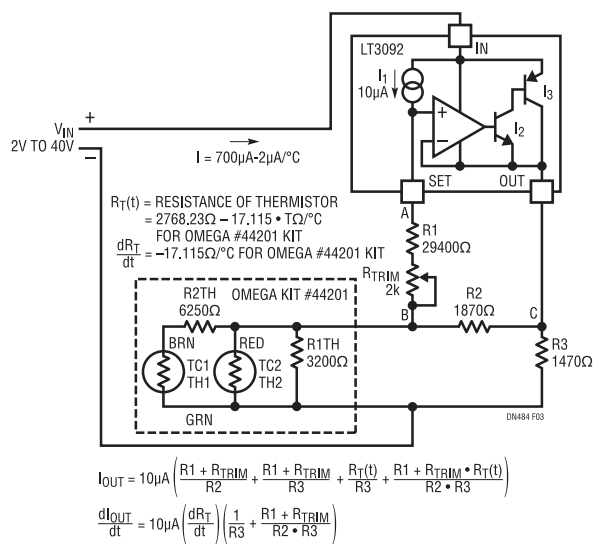 LT3092
IN
I1
10µA
+
−
I2
I3
SET
OUT
+
VIN
2V TO 40V
−
I = 700µA-2µA/°C
RT(t) = RESISTANCE OF THERMISTOR
= 2768.23Ω – 17.115 • TΩ/°C
FOR OMEGA #44201 KIT
dRT/dt = –17.115Ω/°C FOR OMEGA #44201 KIT
A
R1
29400Ω
RTRIM
2k
B
R2
1870Ω
C
R3
1470Ω
R2TH
6250Ω
OMEGA KIT #44201
BRN
RED
R1TH
3200Ω
TC1
TH1
TC2
TH2
GRN
DN484 F03
IOUT = 10µA ( (R1 + RTRIM)/R2 + (R1 + RTRIM)/R3 + RT(t)/R3 + (R1 + RTRIM • RT(t))/(R2 • R3) )
dIOUT/dt = 10µA ( dRT/dt ) ( 1/R3 + (R1 + RTRIM)/(R2 • R3) )